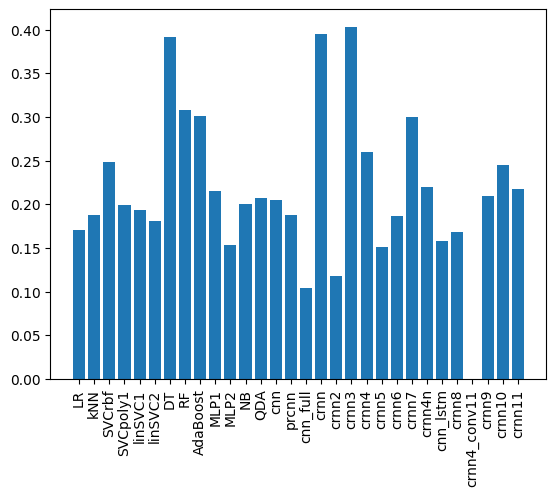 0.40
0.35
0.30
0.25
0.20
0.15
0.10
0.05
0.00
LR
kNN
SVCrbf
SVCpoly1
linSVC1
linSVC2
DT
RF
AdaBoost
MLP1
MLP2
NB
QDA
cnn
prcnn
cnn_full
crnn
crnn2
crnn3
crnn4
crnn5
crnn6
crnn7
crnn4n
cnn_lstm
crnn8
crnn4_conv11
crnn9
crnn10
crnn11